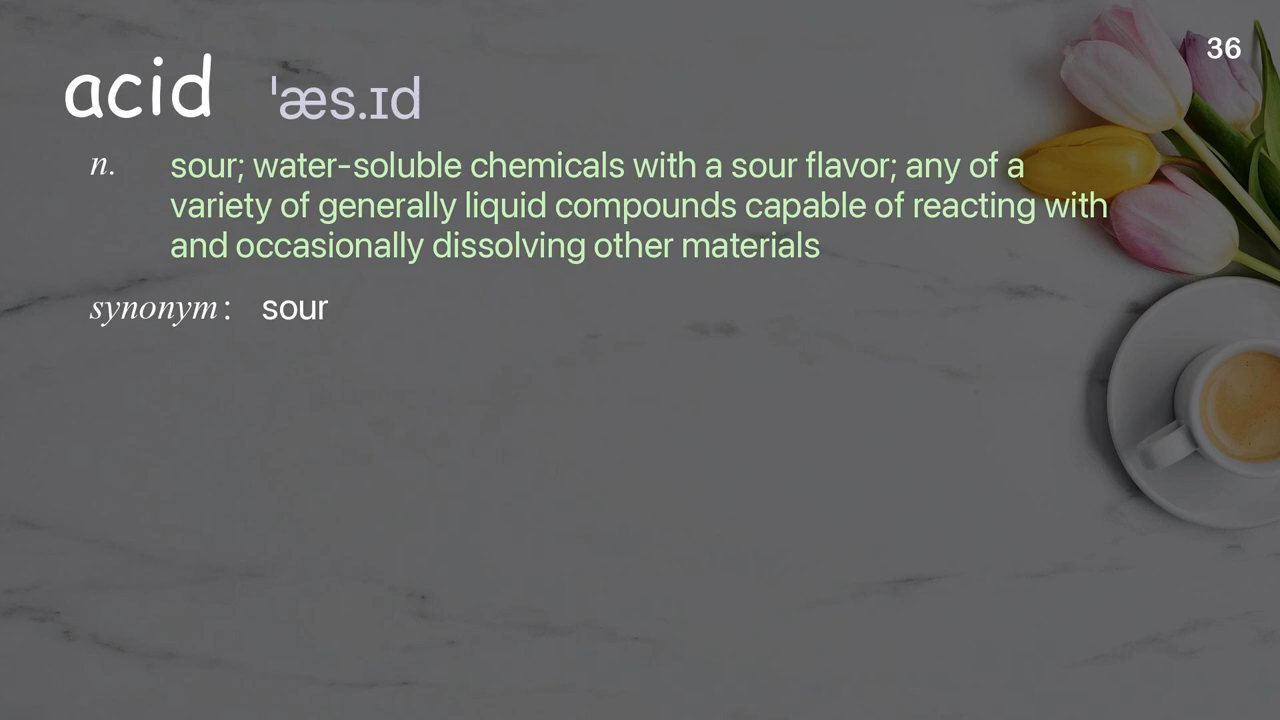 36
acid ˈæs.ɪd
n. sour; water-soluble chemicals with a sour flavor; any of a
variety of generally liquid compounds capable of reacting with
and occasionally dissolving other materials
synonym: sour